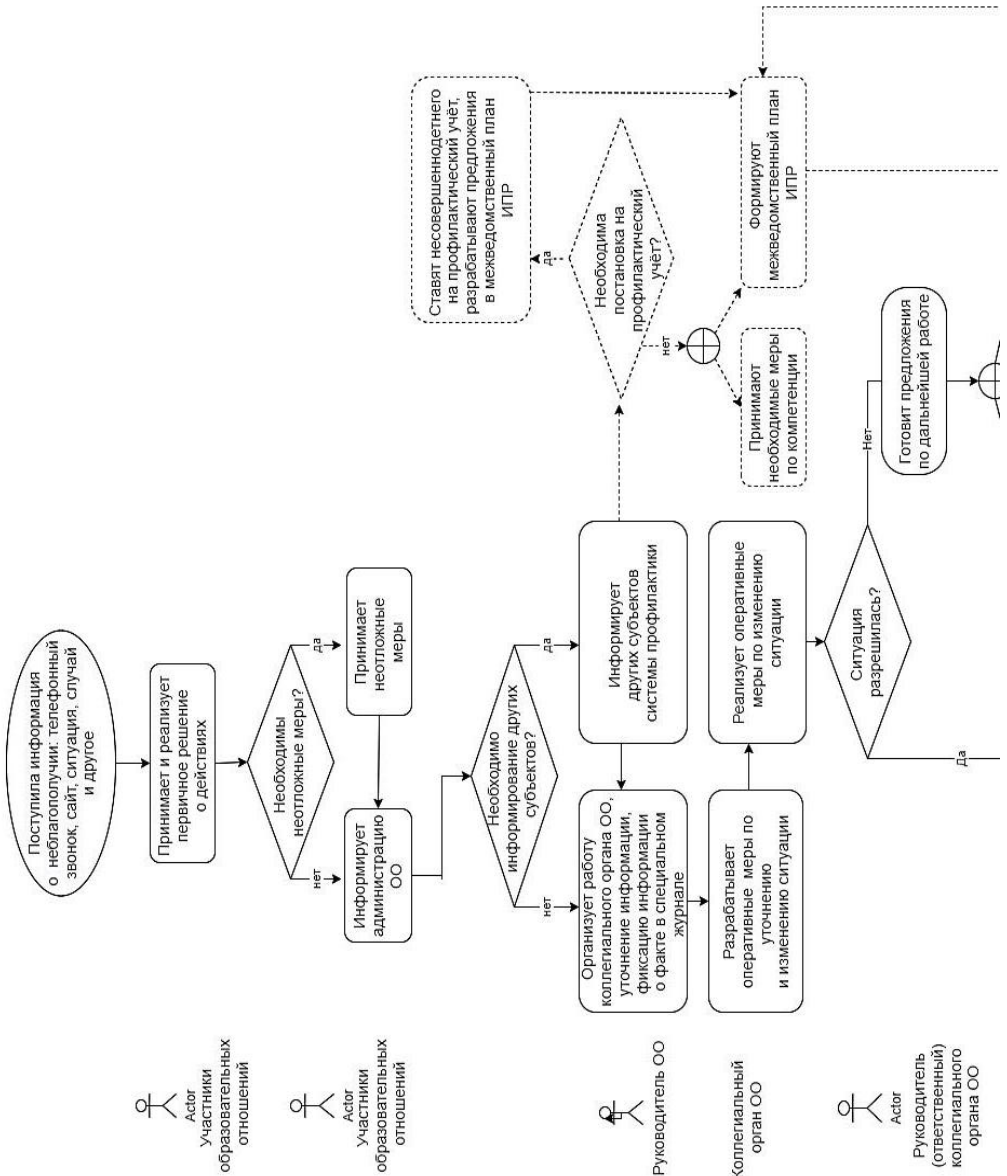 Поступила информация
о неблагополучии: телефонный
звонок, сайт, ситуация, случай
и другое
Принимает и реализует
первичное решение
о действиях
Необходимы
неотложные меры?
нет
да
Информирует
администрацию
ОО
Принимает
неотложные
меры
Необходимо
информирование других
субъектов?
нет
да
Организует работу
коллегиального органа ОО,
уточнение информации,
фиксацию информации
о факте в специальном
журнале
Информирует
других субъектов
системы профилактики
Ставят несовершеннодетнего
на профилактический учёт,
разрабатывают предложения
в межведомственный план
ИПР
да
Необходима
постановка на
профилактический
учёт?
нет
Принимают
необходимые меры
по компетенции
Формируют
межведомственный план
ИПР
Разрабатывает
оперативные меры по
уточнению
и изменению ситуации
Реализует оперативные
меры по изменению
ситуации
Ситуация
разрешилась?
Да
Нет
Готовит предложения
по дальнейшей работе
Actor
Участники
образовательных
отношений
Actor
Участники
образовательных
отношений
Руководитель ОО
Коллегиальный
орган ОО
Actor
Руководитель
(ответственный)
коллегиального
органа ОО